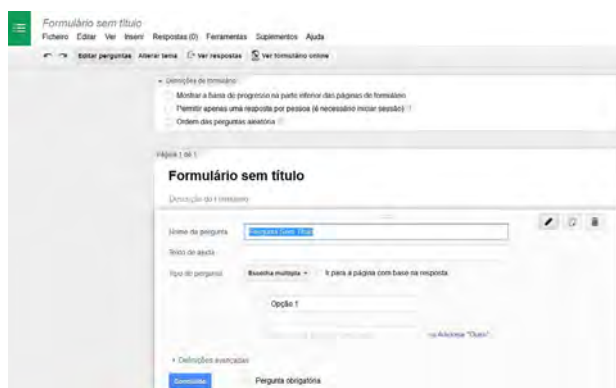 Formulário sem título
Ficheiro Editar Ver Inserir Respostas (0) Ferramentas Suplementos Ajuda
Editar perguntas Alterar tema Ver respostas Ver formulário online
Definições do formulário
Mostrar a barra de progresso na parte inferior das páginas do formulário
Permitir apenas uma resposta por pessoa (é necessário iniciar sessão)
Ordem das perguntas aleatória
Página 1 de 1
Formulário sem título
Descrição do formulário
Nome da pergunta Pergunta Sem Título
Texto de ajuda
Tipo de pergunta Escolha múltipla Ir para a página com base na resposta
Opção 1
ou Adicionar "Outro"
Definições avançadas
Concluído Pergunta obrigatória